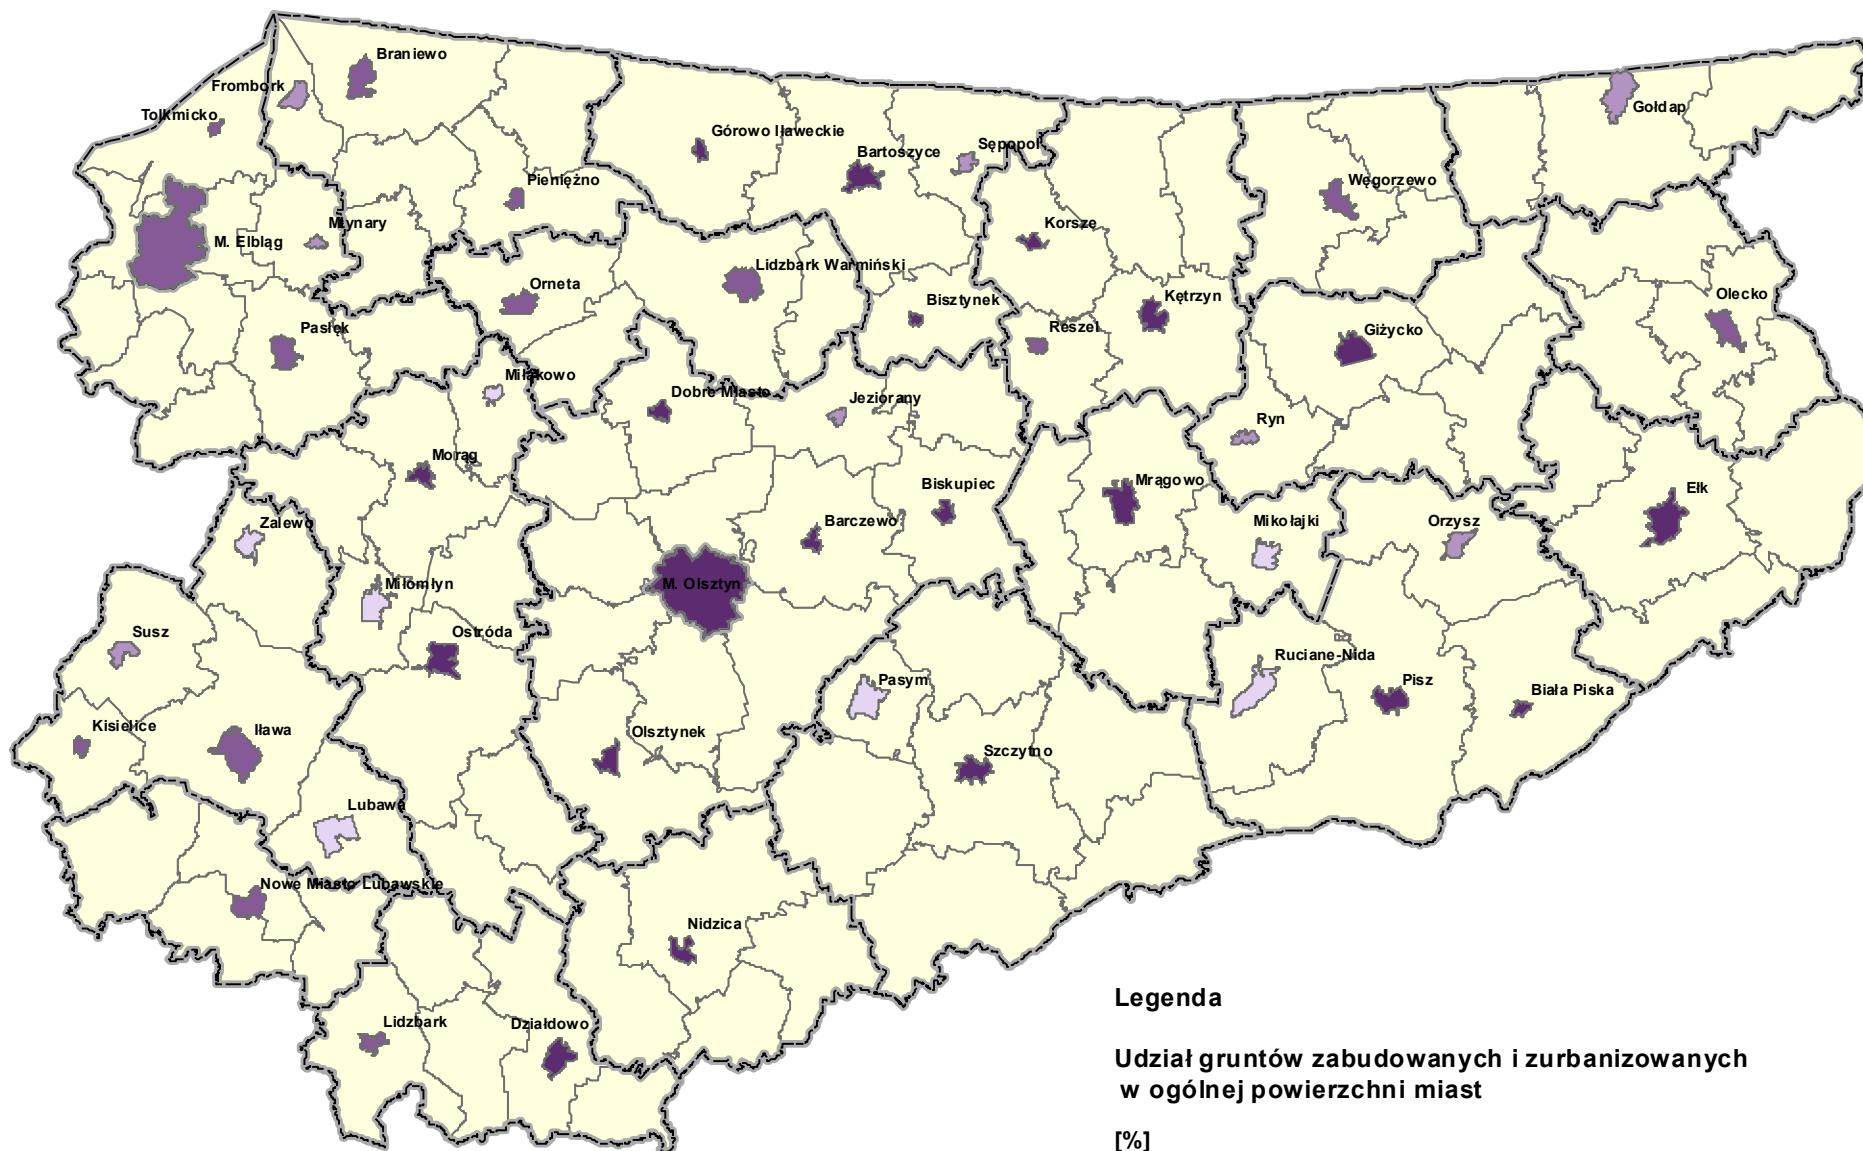 Braniewo
Frombork
Tolkmicko
Gołdap
Górowo Iławeckie
Bartoszyce
Sępopol
Pieniężno
Węgorzewo
Młynary
M. Elbląg
Korsze
Lidzbark Warmiński
Orneta
Bisztynek
Kętrzyn
Olecko
Pasłęk
Reszel
Giżycko
Miłakowo
Dobre Miasto
Jeziorany
Ryn
Morąg
Biskupiec
Mrągowo
Ełk
Zalewo
Barczewo
Mikołajki
Orzysz
Miłomłyn
M. Olsztyn
Susz
Ostróda
Ruciane-Nida
Pasym
Pisz
Biała Piska
Kisielice
Iława
Olsztynek
Szczytno
Lubawa
Nowe Miasto Lubawskie
Nidzica
Lidzbark
Działdowo
Legenda
Udział gruntów zabudowanych i zurbanizowanych
w ogólnej powierzchni miast
[%]